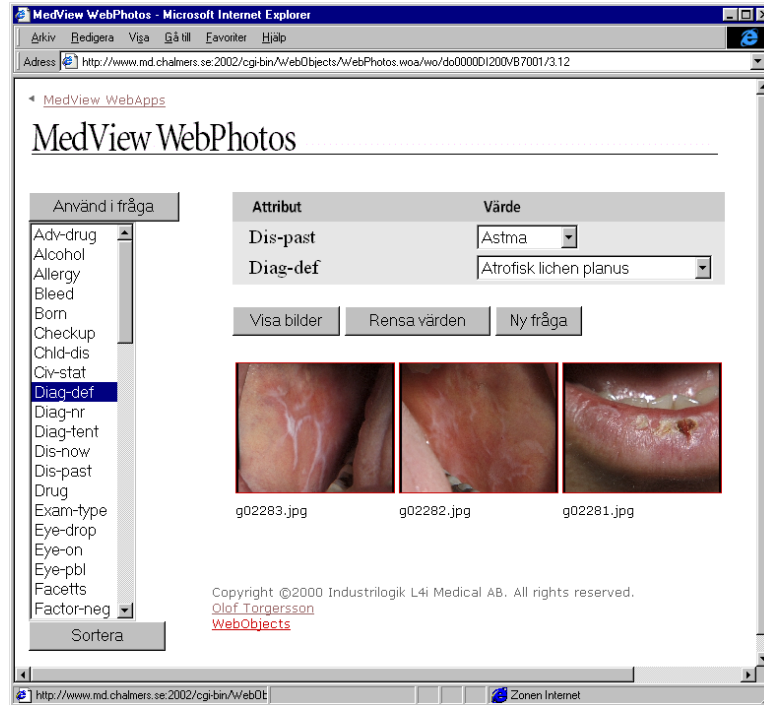 MedView WebPhotos - Microsoft Internet Explorer
Arkiv Redigera Visa Gå till Favoriter Hjälp
Adress http://www.md.chalmers.se:2002/cgi-bin/WebObjects/WebPhotos.woa/wo/do0000DI200VB7001/3.12
MedView WebApps
MedView WebPhotos
Använd i fråga
Adv-drug
Alcohol
Allergy
Bleed
Born
Checkup
Chld-dis
Civ-stat
Diag-def
Diag-nr
Diag-tent
Dis-now
Dis-past
Drug
Exam-type
Eye-drop
Eye-on
Eye-pbl
Facetts
Factor-neg
Sortera
Attribut Värde
Dis-past Astma
Diag-def Atrofisk lichen planus
Visa bilder Rensa värden Ny fråga
g02283.jpg g02282.jpg g02281.jpg
Copyright ©2000 Industrilogik L4i Medical AB. All rights reserved.
Olof Torgersson
WebObjects
http://www.md.chalmers.se:2002/cgi-bin/WebOb Zonen Internet